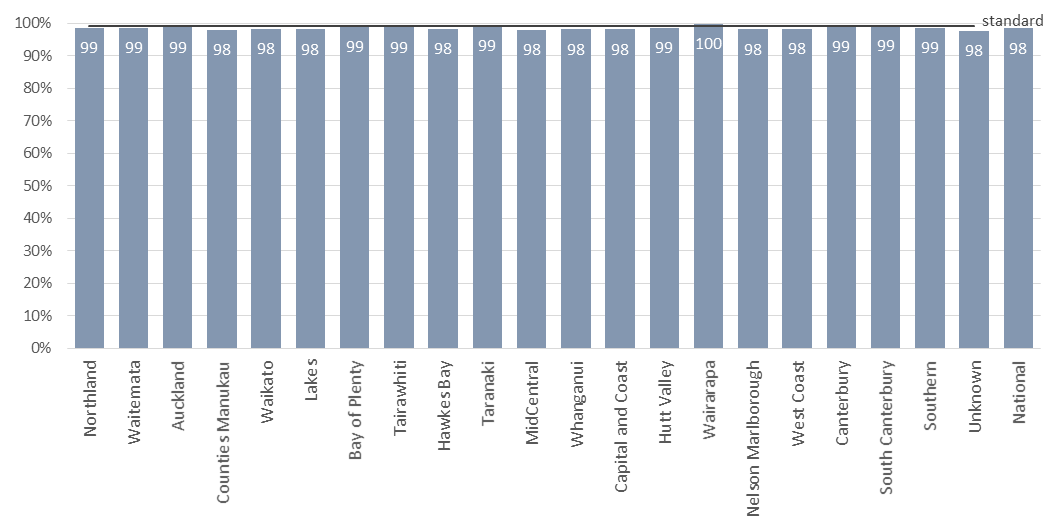 100%
standard
90%
80%
70%
60%
50%
40%
30%
20%
10%
0%
99
99
99
98
98
98
99
99
98
99
98
98
98
99
100
98
98
99
99
99
98
98
Northland
Waitemata
Auckland
Counties Manukau
Waikato
Lakes
Bay of Plenty
Tairawhiti
Hawkes Bay
Taranaki
MidCentral
Whanganui
Capital and Coast
Hutt Valley
Wairarapa
Nelson Marlborough
West Coast
Canterbury
South Canterbury
Southern
Unknown
National